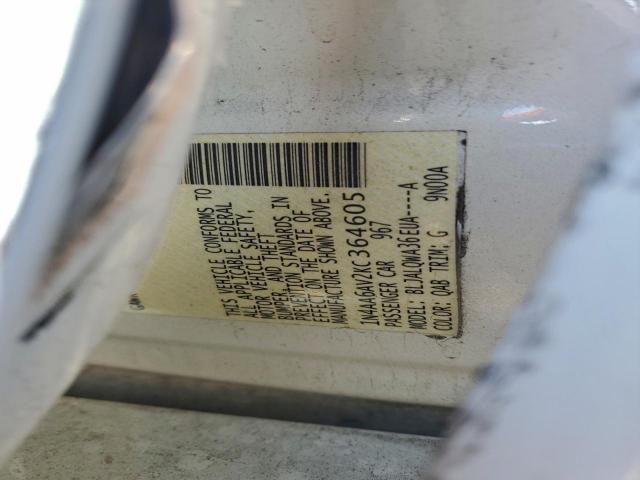 THIS VEHICLE CONFORMS TO
ALL APPLICABLE FEDERAL
MOTOR VEHICLE SAFETY,
BUMPER, AND THEFT
PREVENTION STANDARDS IN
EFFECT ON THE DATE OF
MANUFACTURE SHOWN ABOVE.
1N4AA6AV2KC364605
PASSENGER CAR 967
MODEL: BLJALQWA36EUA----A
COLOR: QAB TRIM: G 9N00A